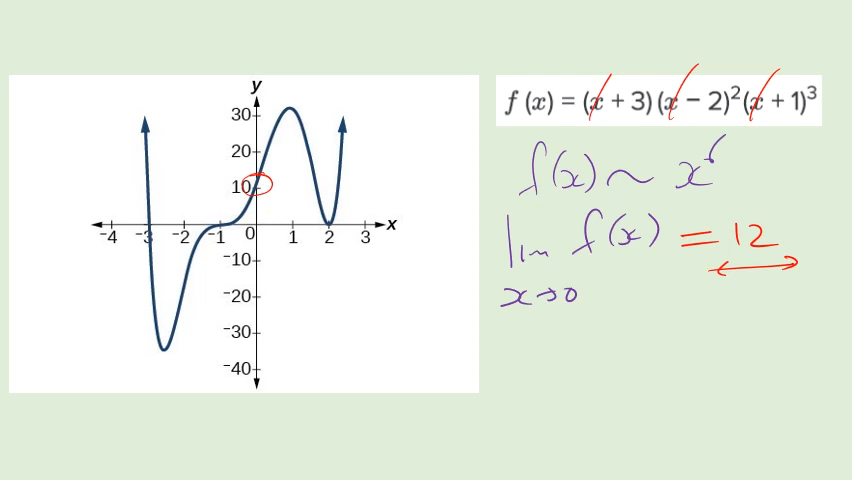 y
30
20
10
-4 -3 -2 -1 0 1 2 3 x
-10
-20
-30
-40
f (x) = (x + 3) (x − 2)² (x + 1)³
f(x) ~ x⁶
lim f(x) = 12
x→0